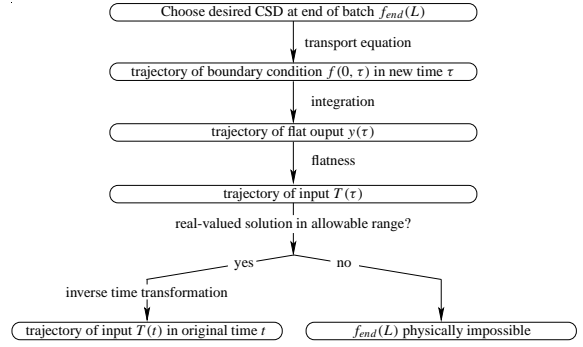 Choose desired CSD at end of batch f_end(L)
transport equation
trajectory of boundary condition f(0, τ) in new time τ
integration
trajectory of flat ouput y(τ)
flatness
trajectory of input T(τ)
real-valued solution in allowable range?
yes
no
inverse time transformation
trajectory of input T(t) in original time t
f_end(L) physically impossible